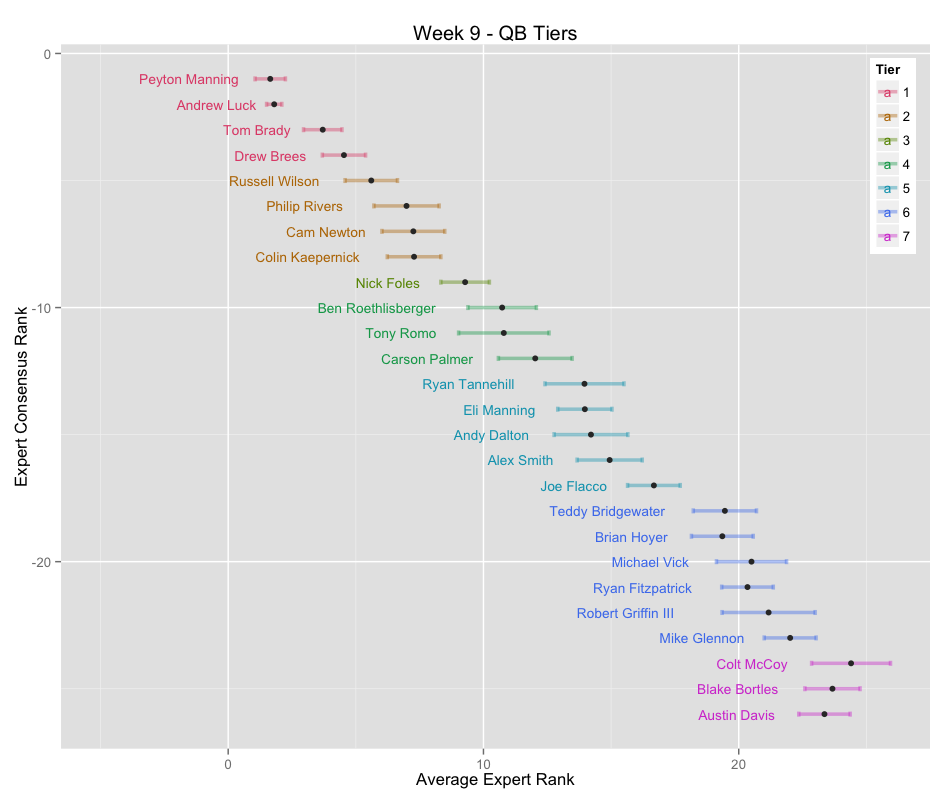 Week 9 - QB Tiers
0
Peyton Manning
Andrew Luck
Tom Brady
Drew Brees
Russell Wilson
Philip Rivers
Cam Newton
Colin Kaepernick
Nick Foles
-10
Ben Roethlisberger
Tony Romo
Carson Palmer
Ryan Tannehill
Eli Manning
Andy Dalton
Alex Smith
Joe Flacco
Teddy Bridgewater
Brian Hoyer
-20
Michael Vick
Ryan Fitzpatrick
Robert Griffin III
Mike Glennon
Colt McCoy
Blake Bortles
Austin Davis
Tier
a 1
a 2
a 3
a 4
a 5
a 6
a 7
Expert Consensus Rank
0 10 20
Average Expert Rank